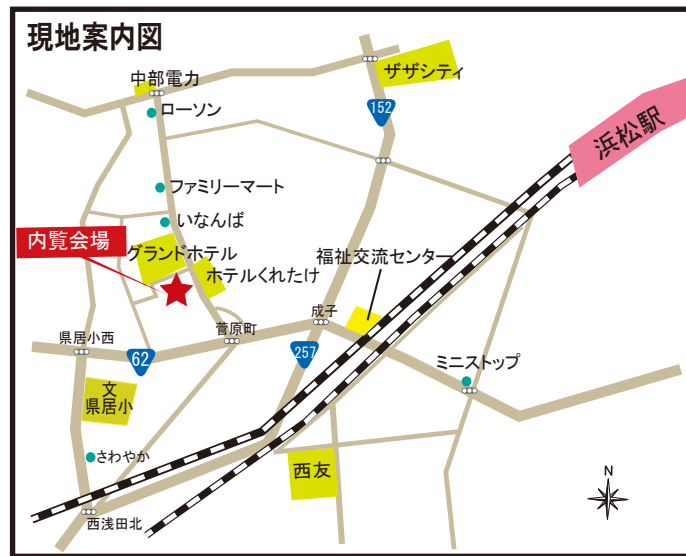 現地案内図
ザザシティ
中部電力
152
ローソン
浜松駅
ファミリーマート
いなんば
内覧会場
グランドホテル
福祉交流センター
ホテルくれたけ
成子
菅原町
県居小西
62
257
ミニストップ
文
県居小
さわやか
西友
N
西浅田北